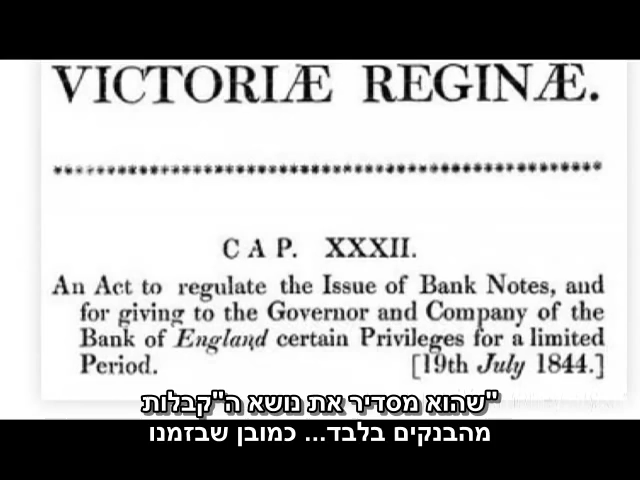 VICTORIÆ REGINÆ.
CAP. XXXII.
An Act to regulate the Issue of Bank Notes, and
for giving to the Governor and Company of the
Bank of England certain Privileges for a limited
Period. [19th July 1844.]
"שהוא מסדיר את נושא ה"קבלות
מהבנקים בלבד... כמובן שבזמנו